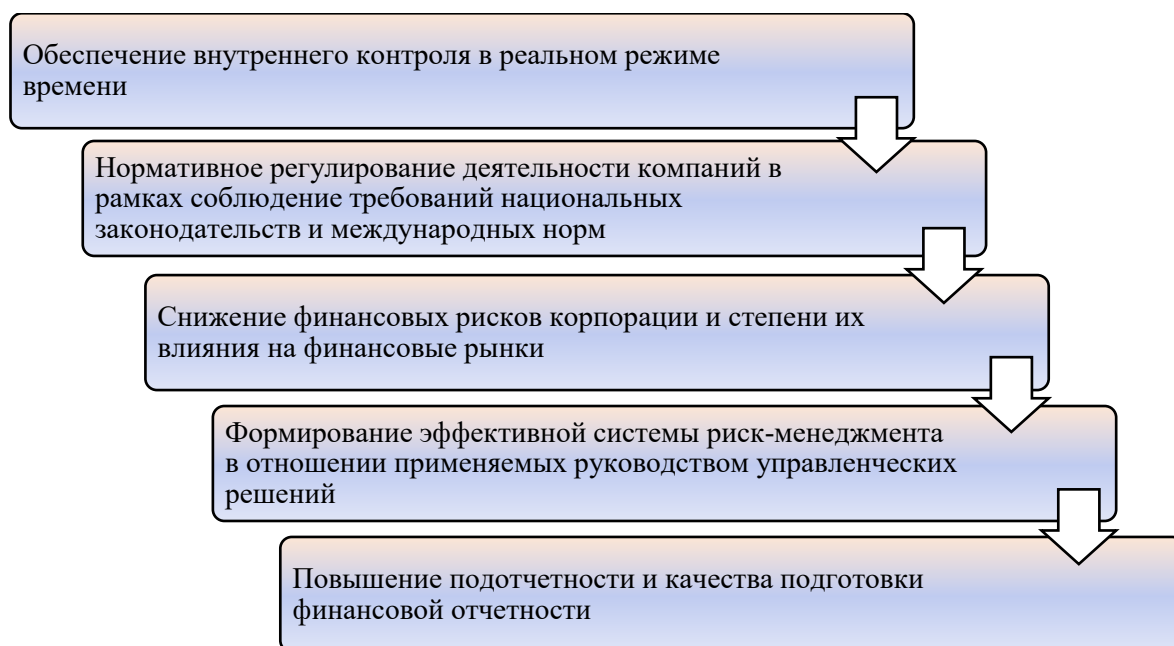 Обеспечение внутреннего контроля в реальном режиме
времени
Нормативное регулирование деятельности компаний в
рамках соблюдение требований национальных
законодательств и международных норм
Снижение финансовых рисков корпорации и степени их
влияния на финансовые рынки
Формирование эффективной системы риск-менеджмента
в отношении применяемых руководством управленческих
решений
Повышение подотчетности и качества подготовки
финансовой отчетности